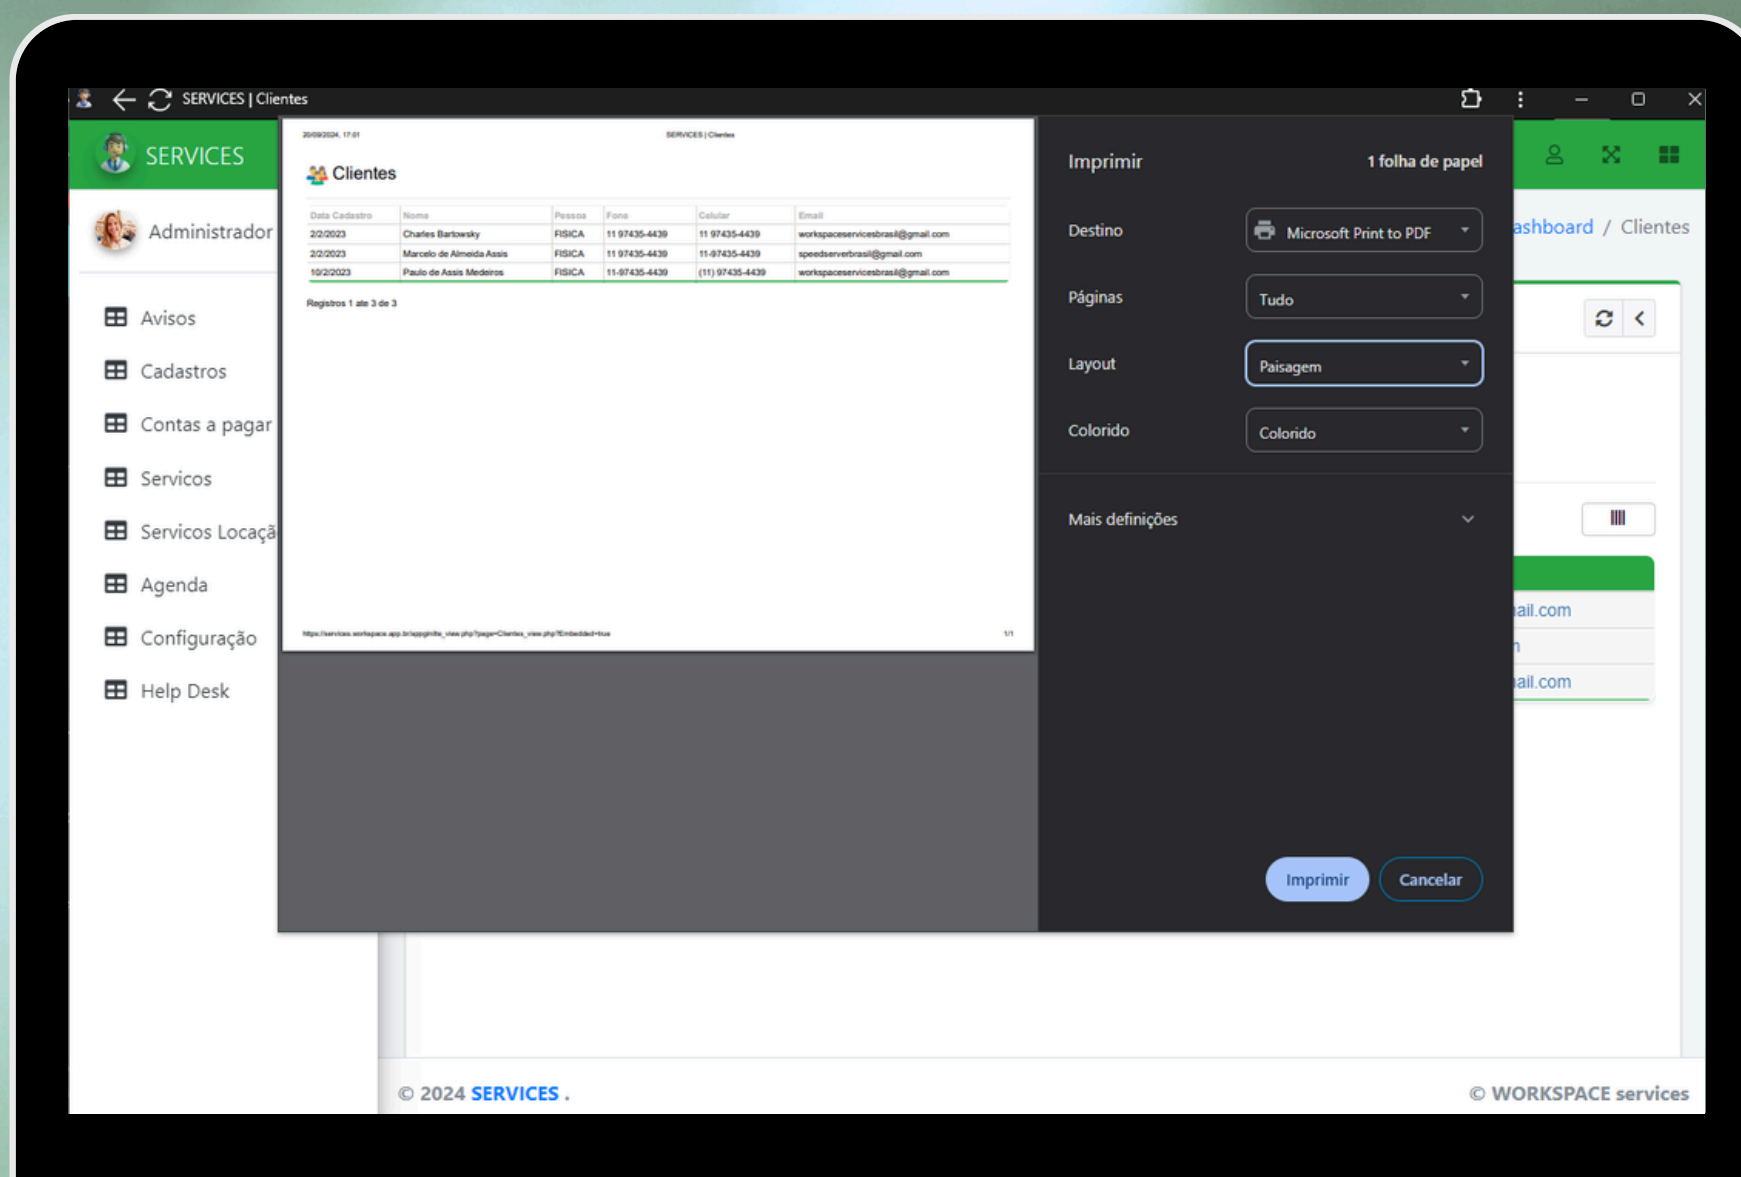 SERVICES | Clientes
SERVICES
Administrador
Avisos
Cadastros
Contas a pagar
Servicos
Servicos Locaçã
Agenda
Configuração
Help Desk
20/09/2024, 17:01 SERVICES | Clientes
Clientes
Data Cadastro Nome Pessoa Fone Celular Email
2/2/2023 Charles Bartowsky FISICA 11 97435-4439 11 97435-4439 workspaceservicesbrasil@gmail.com
2/2/2023 Marcelo de Almeida Assis FISICA 11 97435-4439 11-97435-4439 speedserverbrasil@gmail.com
10/2/2023 Paulo de Assis Medeiros FISICA 11-97435-4439 (11) 97435-4439 workspaceservicesbrasil@gmail.com
Registros 1 ate 3 de 3
1/1
Imprimir 1 folha de papel
Destino Microsoft Print to PDF
Páginas Tudo
Layout Paisagem
Colorido Colorido
Mais definições
Imprimir Cancelar
ashboard / Clientes
ail.com
ail.com
© 2024 SERVICES .
© WORKSPACE services